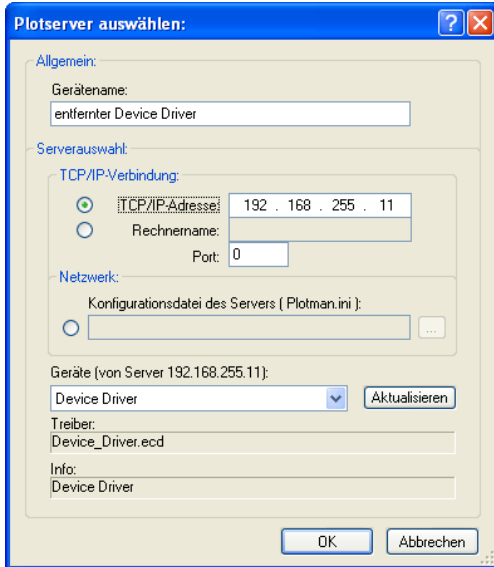 Plotserver auswählen:
Allgemein:
Gerätename:
entfernter Device Driver
Serverauswahl:
TCP/IP-Verbindung:
TCP/IP-Adresse: 192 . 168 . 255 . 11
Rechnername:
Port: 0
Netzwerk:
Konfigurationsdatei des Servers ( Plotman.ini ):
...
Geräte (von Server 192.168.255.11):
Device Driver Aktualisieren
Treiber:
Device_Driver.ecd
Info:
Device Driver
OK Abbrechen